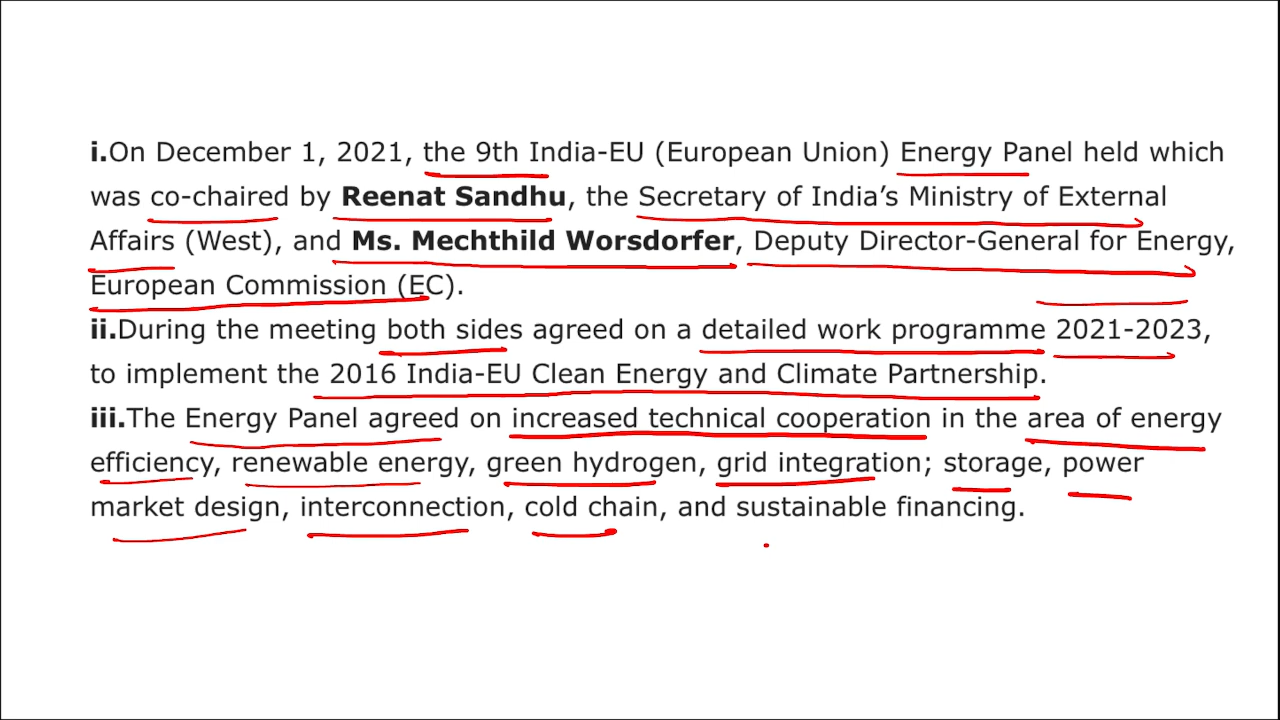 i.On December 1, 2021, the 9th India-EU (European Union) Energy Panel held which
was co-chaired by Reenat Sandhu, the Secretary of India’s Ministry of External
Affairs (West), and Ms. Mechthild Worsdorfer, Deputy Director-General for Energy,
European Commission (EC).
ii.During the meeting both sides agreed on a detailed work programme 2021-2023,
to implement the 2016 India-EU Clean Energy and Climate Partnership.
iii.The Energy Panel agreed on increased technical cooperation in the area of energy
efficiency, renewable energy, green hydrogen, grid integration; storage, power
market design, interconnection, cold chain, and sustainable financing.